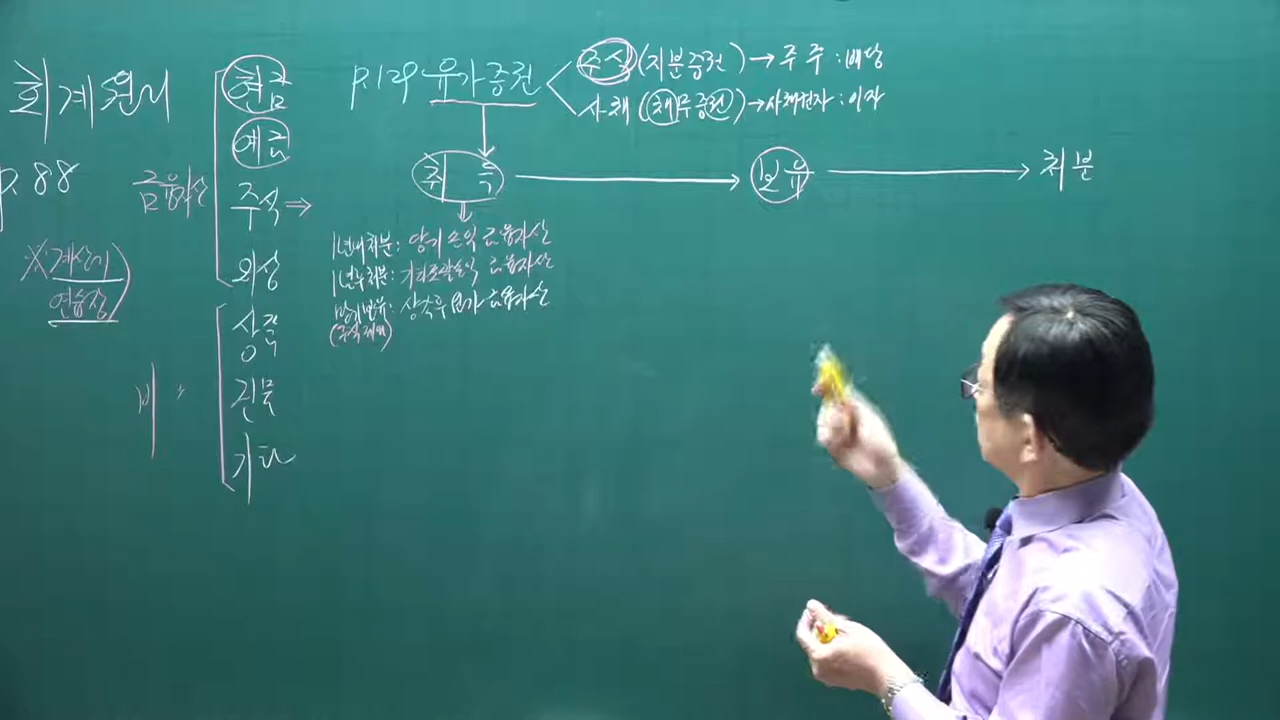 회계원리
p.88
※계산기
연습장
금융자산
현금
예금
주식⇒
외상
상품
건물
기타
비 〃
p.129 유가증권
주식(지분증권)→주주:배당
사채(채무증권)→사채권자:이자
취득 → 보유 → 처분
1년내처분: 당기손익 금융자산
1년후처분: 기타포괄손익 금융자산
만기보유: 상각후원가 금융자산
(주식제외)